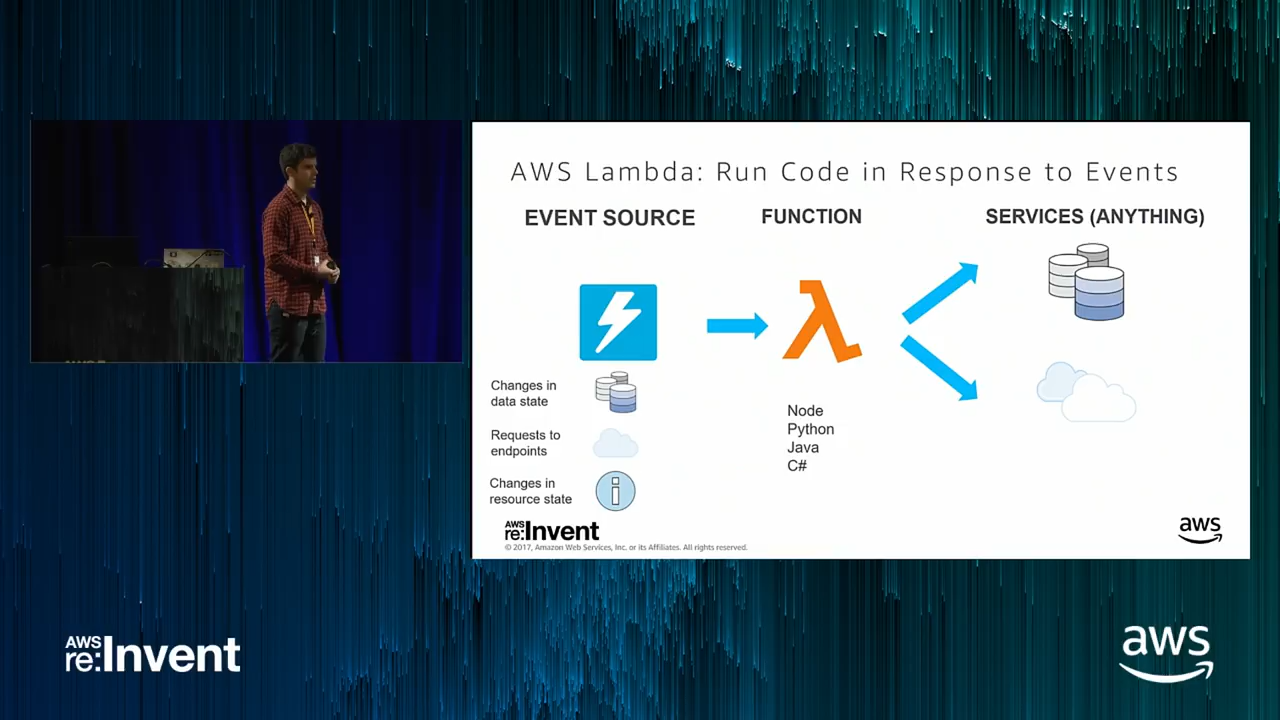 AWS Lambda: Run Code in Response to Events
EVENT SOURCE
FUNCTION
SERVICES (ANYTHING)
Changes in
data state
Requests to
endpoints
Changes in
resource state
Node
Python
Java
C#
AWS
re:Invent
© 2017, Amazon Web Services, Inc. or its Affiliates. All rights reserved.
aws
AWS
re:Invent
aws